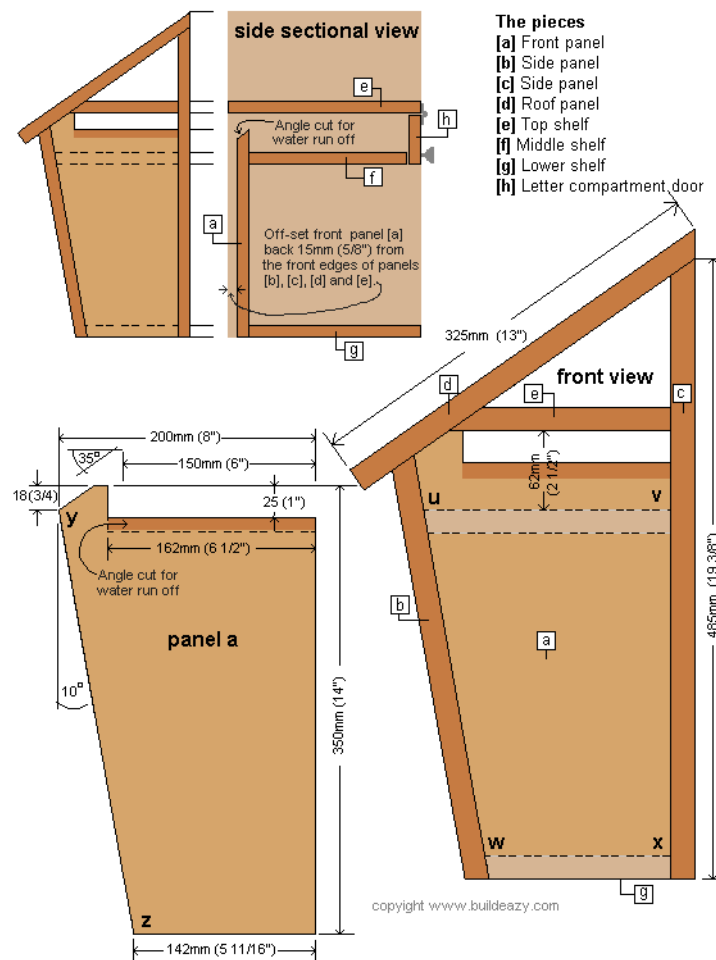 side sectional view
e
h
Angle cut for
water run off
f
a
Off-set front panel [a]
back 15mm (5/8") from
the front edges of panels
[b], [c], [d] and [e].
g
The pieces
[a] Front panel
[b] Side panel
[c] Side panel
[d] Roof panel
[e] Top shelf
[f] Middle shelf
[g] Lower shelf
[h] Letter compartment door
325mm (13")
front view
d
e
c
62mm
(2 1/2")
u
v
b
a
485mm (19 3/8")
w
x
g
200mm (8")
35°
150mm (6")
18(3/4)
25 (1")
y
162mm (6 1/2")
Angle cut for
water run off
panel a
10°
350mm (14")
z
142mm (5 11/16")
copyight www.buildeazy.com